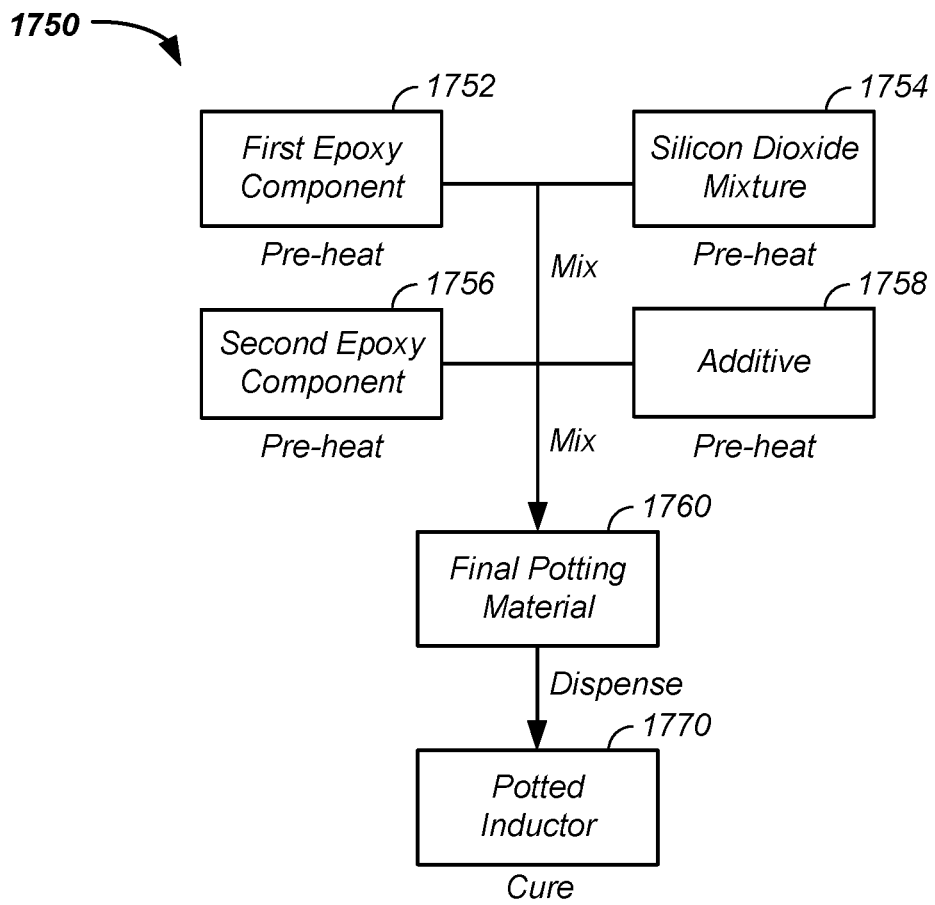 1750
1752
1754
First Epoxy
Component
Silicon Dioxide
Mixture
Pre-heat
Mix
Pre-heat
1756
1758
Second Epoxy
Component
Additive
Pre-heat
Mix
Pre-heat
1760
Final Potting
Material
Dispense
1770
Potted
Inductor
Cure